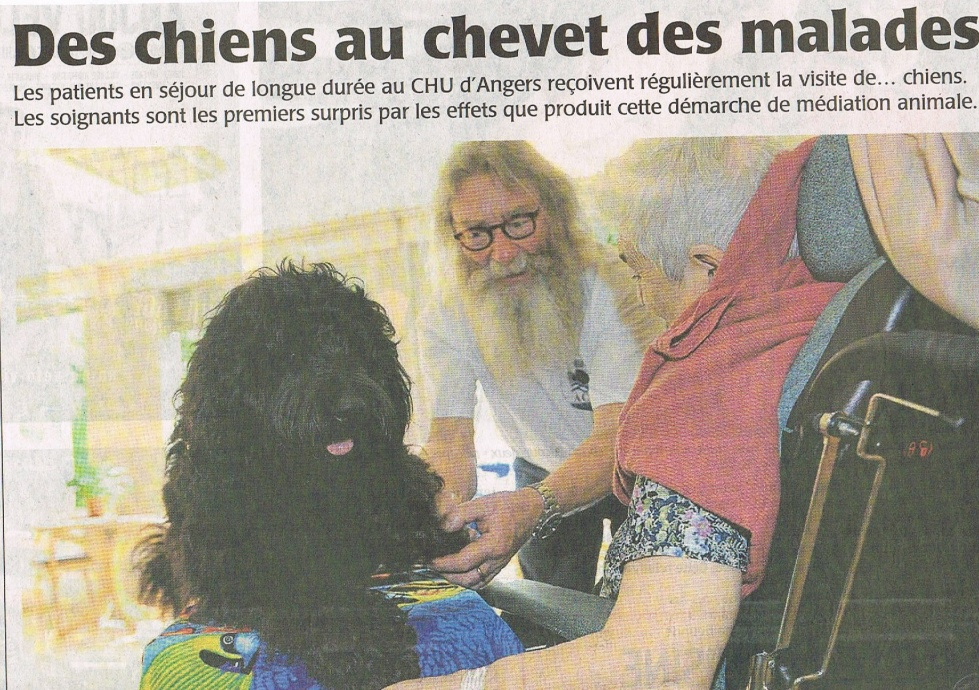 Des chiens au chevet des malades
Les patients en séjour de longue durée au CHU d'Angers reçoivent régulièrement la visite de... chiens.
Les soignants sont les premiers surpris par les effets que produit cette démarche de médiation animale.